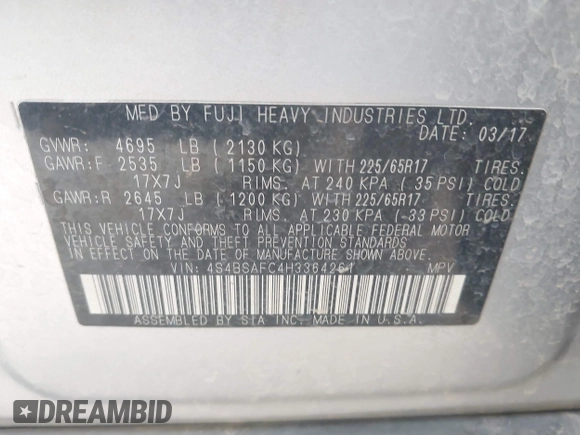 MFD BY FUJI HEAVY INDUSTRIES LTD.
DATE: 03/17
GVWR: 4695 LB (2130 KG)
GAWR:F 2535 LB (1150 KG) WITH 225/65R17 TIRES.
17X7J RIMS. AT 240 KPA ( 35 PSI) COLD
GAWR:R 2645 LB (1200 KG) WITH 225/65R17 TIRES.
17X7J RIMS. AT 230 KPA ( 33 PSI) COLD
THIS VEHICLE CONFORMS TO ALL APPLICABLE FEDERAL MOTOR
VEHICLE SAFETY AND THEFT PREVENTION STANDARDS
IN EFFECT ON THE DATE OF MANUFACTURE SHOWN ABOVE.
VIN: 4S4BSAFC4H3364261 MPV
ASSEMBLED BY SIA INC. MADE IN U.S.A.
DREAMBID